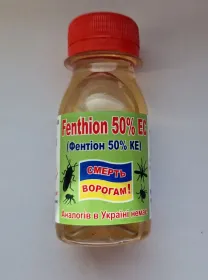 Fenthion 50% EC
(Фентіон 50% КЕ)
СМЕРТЬ
ВОРОГАМ!
Аналогів в Україні немає